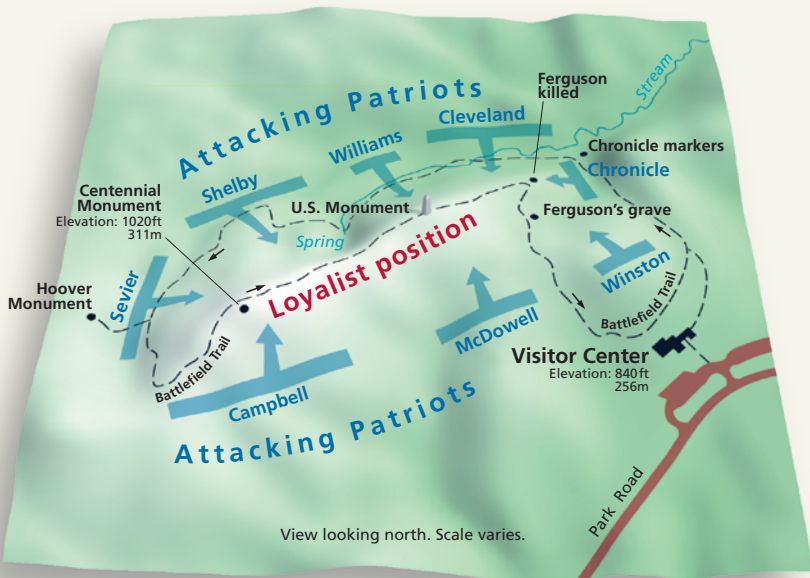 Attacking Patriots
Ferguson
killed
Stream
Cleveland
Williams
Chronicle markers
Chronicle
Shelby
Centennial
Monument
Elevation: 1020ft
311m
U.S. Monument
Ferguson's grave
Spring
Loyalist position
Winston
Hoover
Monument
Sevier
Battlefield Trail
McDowell
Battlefield Trail
Visitor Center
Elevation: 840ft
256m
Campbell
Attacking Patriots
Park Road
View looking north. Scale varies.